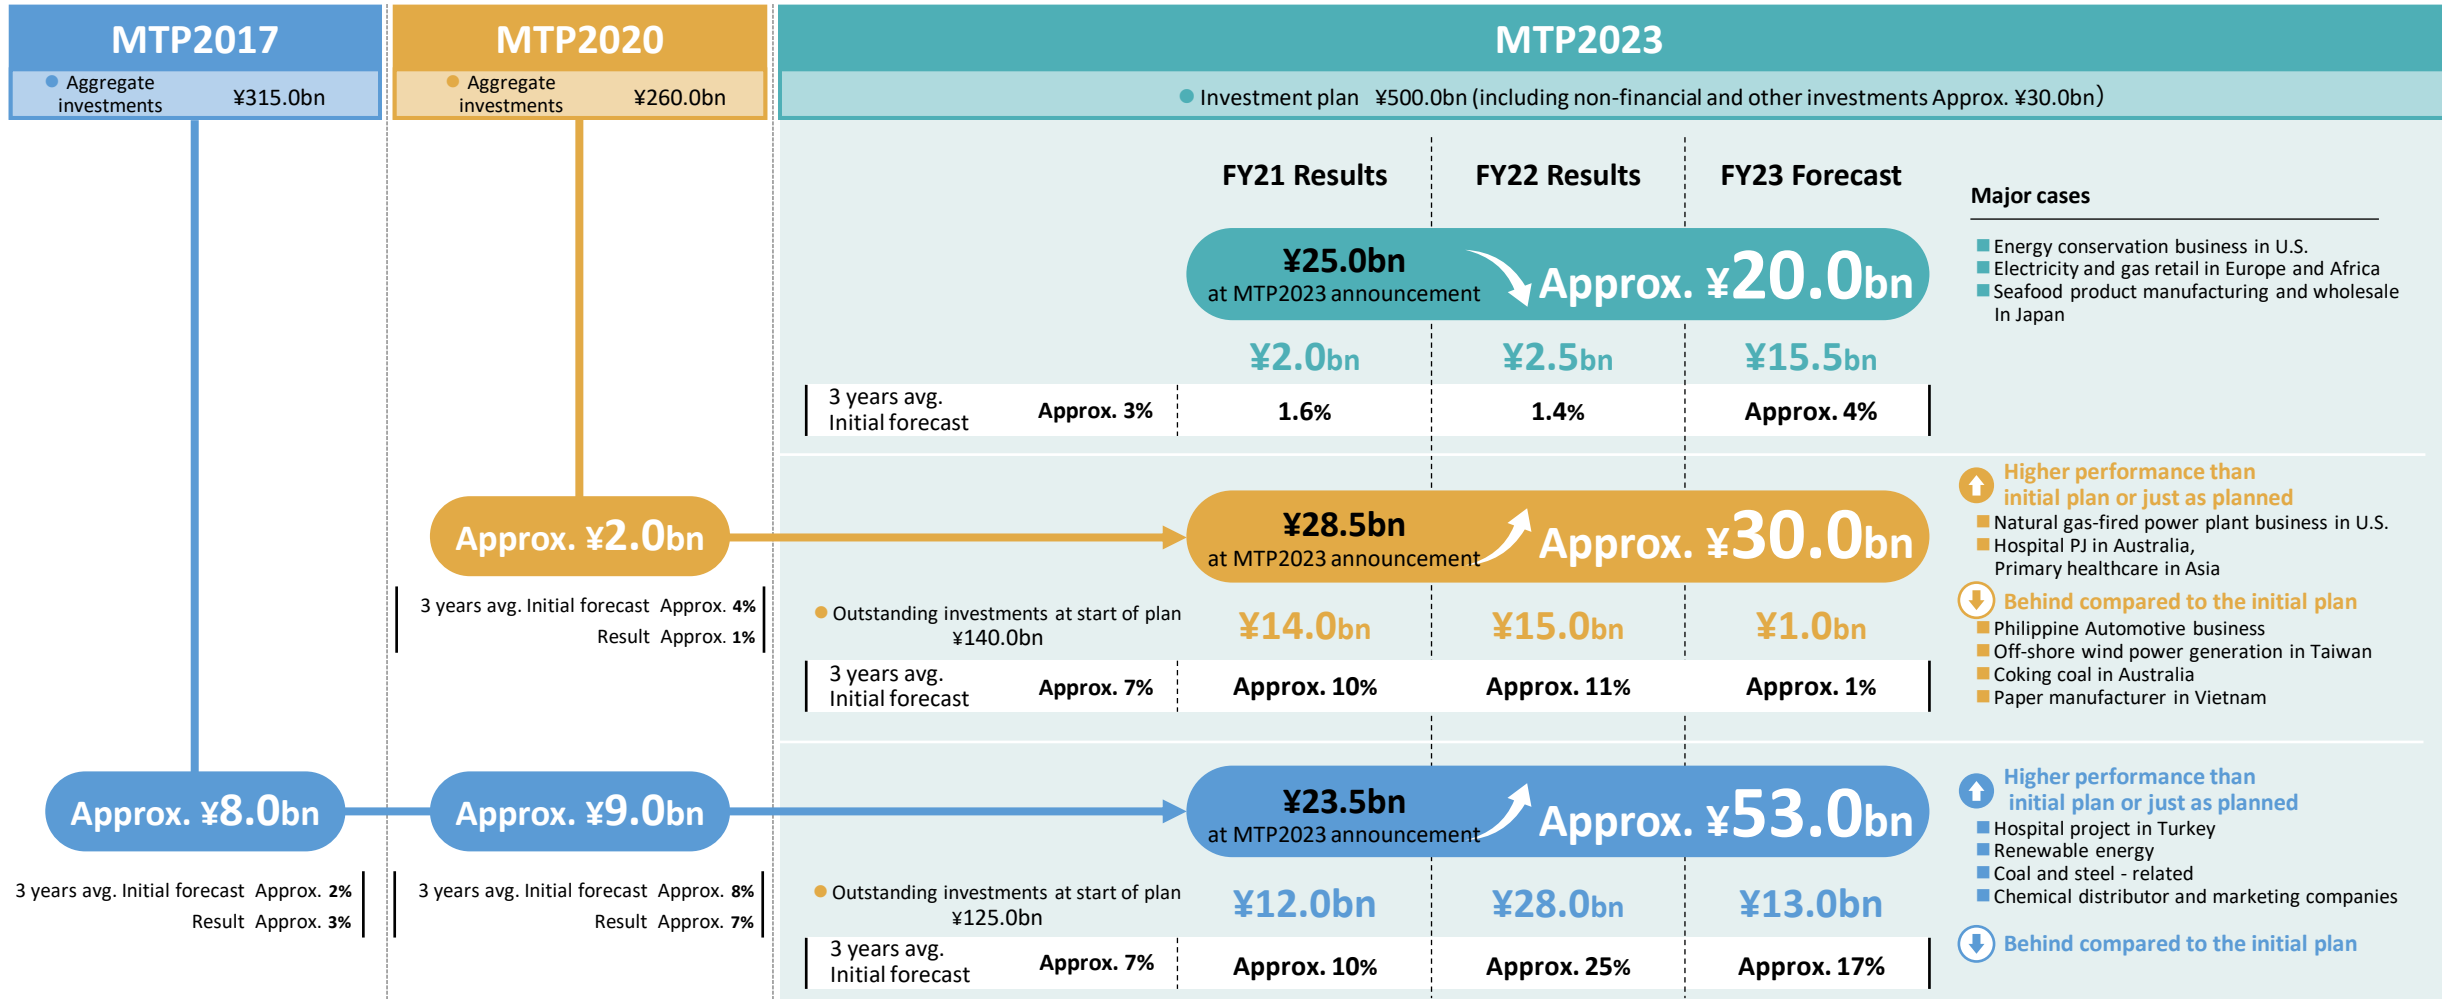 MTP2017
Aggregate
investments
¥315.0bn
MTP2020
Aggregate
investments
¥260.0bn
MTP2023
Investment plan ¥500.0bn (including non-financial and other investments Approx. ¥30.0bn)
FY21 Results
FY22 Results
FY23 Forecast
Major cases
¥25.0bn
at MTP2023 announcement
Approx. ¥20.0bn
Energy conservation business in U.S.
Electricity and gas retail in Europe and Africa
Seafood product manufacturing and wholesale
In Japan
¥2.0bn
¥2.5bn
¥15.5bn
3 years avg.
Initial forecast
Approx. 3%
1.6%
1.4%
Approx. 4%
Approx. ¥2.0bn
3 years avg. Initial forecast Approx. 4%
Result Approx. 1%
¥28.5bn
at MTP2023 announcement
Approx. ¥30.0bn
Outstanding investments at start of plan
¥140.0bn
¥14.0bn
¥15.0bn
¥1.0bn
3 years avg.
Initial forecast
Approx. 7%
Approx. 10%
Approx. 11%
Approx. 1%
Higher performance than
initial plan or just as planned
Natural gas-fired power plant business in U.S.
Hospital PJ in Australia,
Primary healthcare in Asia
Behind compared to the initial plan
Philippine Automotive business
Off-shore wind power generation in Taiwan
Coking coal in Australia
Paper manufacturer in Vietnam
Approx. ¥8.0bn
3 years avg. Initial forecast Approx. 2%
Result Approx. 3%
Approx. ¥9.0bn
3 years avg. Initial forecast Approx. 8%
Result Approx. 7%
¥23.5bn
at MTP2023 announcement
Approx. ¥53.0bn
Outstanding investments at start of plan
¥125.0bn
¥12.0bn
¥28.0bn
¥13.0bn
3 years avg.
Initial forecast
Approx. 7%
Approx. 10%
Approx. 25%
Approx. 17%
Higher performance than
initial plan or just as planned
Hospital project in Turkey
Renewable energy
Coal and steel - related
Chemical distributor and marketing companies
Behind compared to the initial plan